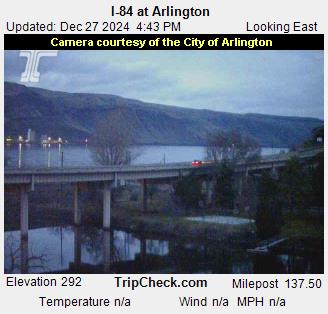 I-84 at Arlington
Updated: Dec 27 2024 4:43 PM Looking East
Camera courtesy of the City of Arlington
Elevation 292 TripCheck.com Milepost 137.50
Temperature n/a Wind n/a MPH n/a